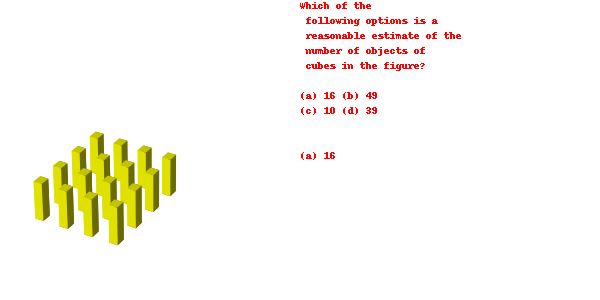 Which of the
following options is a
reasonable estimate of the
number of objects of
cubes in the figure?
(a) 16 (b) 49
(c) 10 (d) 39
(a) 16